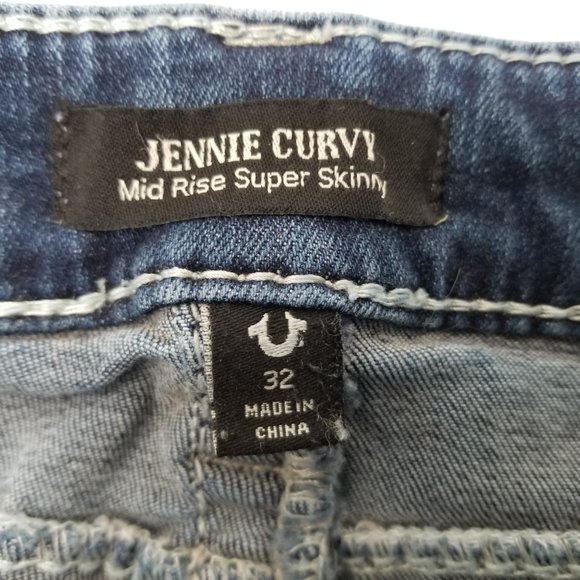 JENNIE CURVY
Mid Rise Super Skinny
32
MADE IN
CHINA